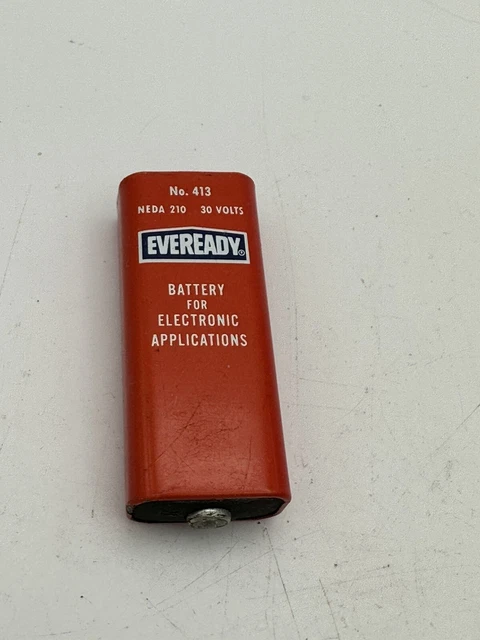 No. 413
NEDA 210 30 VOLTS
EVEREADY®
BATTERY
FOR
ELECTRONIC
APPLICATIONS